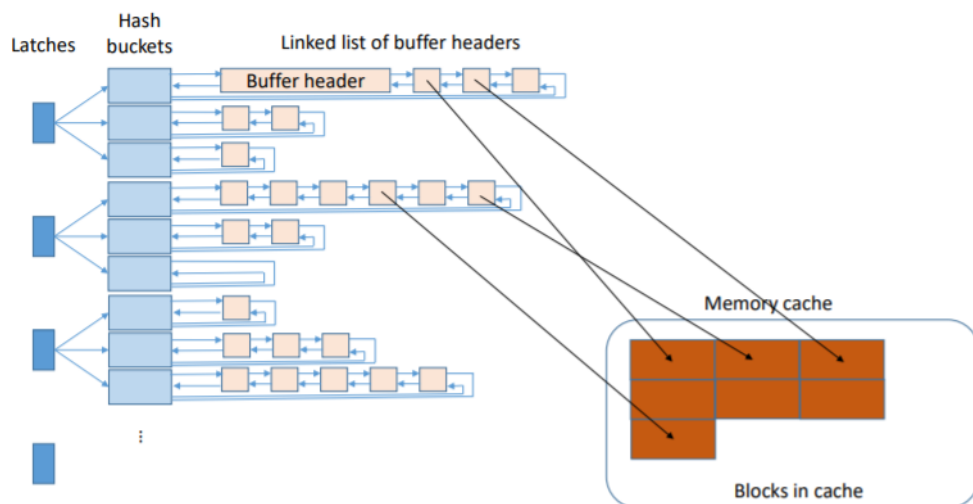 Latches
Hash
buckets
Linked list of buffer headers
Buffer header
Memory cache
...
Blocks in cache